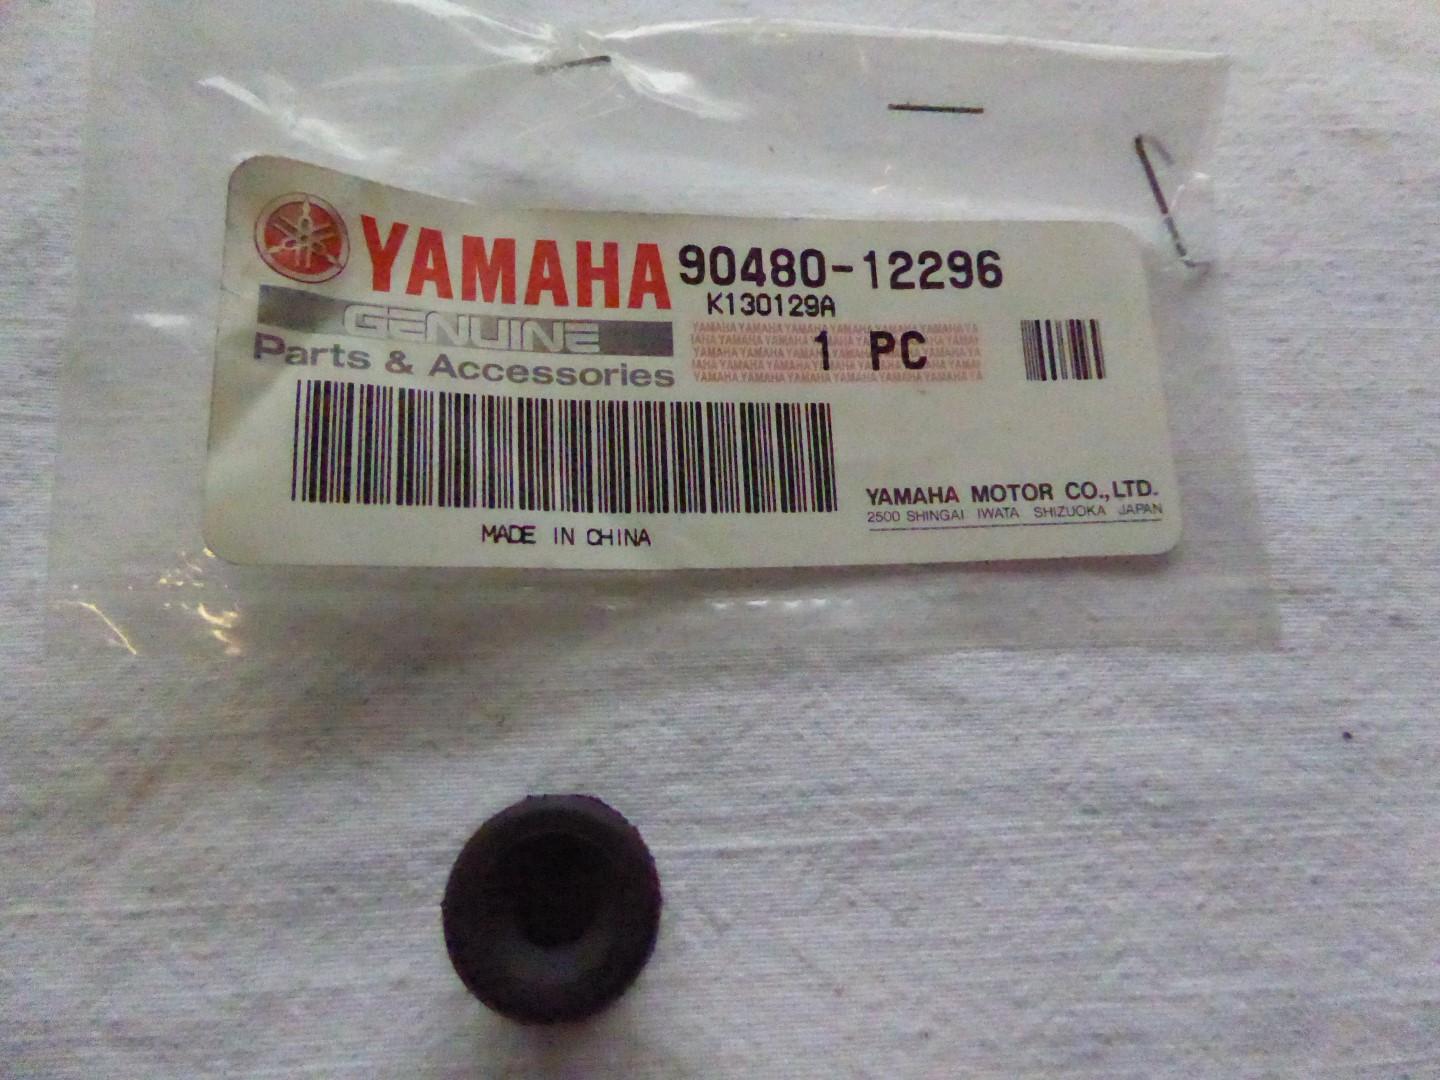 YAMAHA 90480-12296
K130129A
GENUINE
1 PC
Parts & Accessories
MADE IN CHINA
YAMAHA MOTOR CO.,LTD.
2500 SHINGAI IWATA SHIZUOKA JAPAN